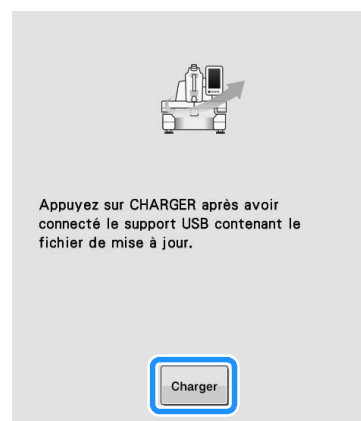 Appuyez sur CHARGER après avoir
connecté le support USB contenant le
fichier de mise à jour.
Charger